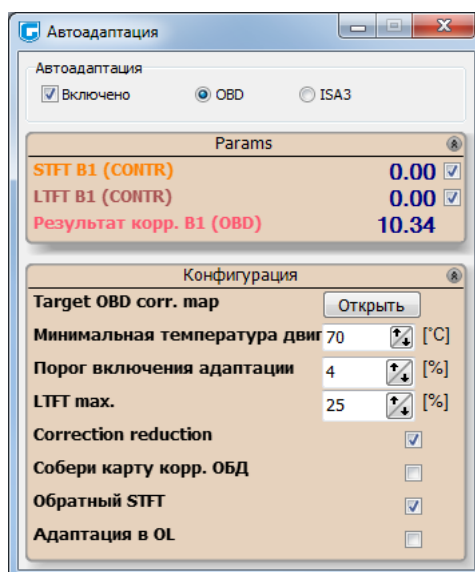 Автоадаптация
Автоадаптация
Включено OBD ISA3
Params
STFT B1 (CONTR) 0.00
LTFT B1 (CONTR) 0.00
Результат корр. B1 (OBD) 10.34
Конфигурация
Target OBD corr. map Открыть
Минимальная температура двиг 70 [°C]
Порог включения адаптации 4 [%]
LTFT max. 25 [%]
Correction reduction
Собери карту корр. ОБД
Обратный STFT
Адаптация в OL